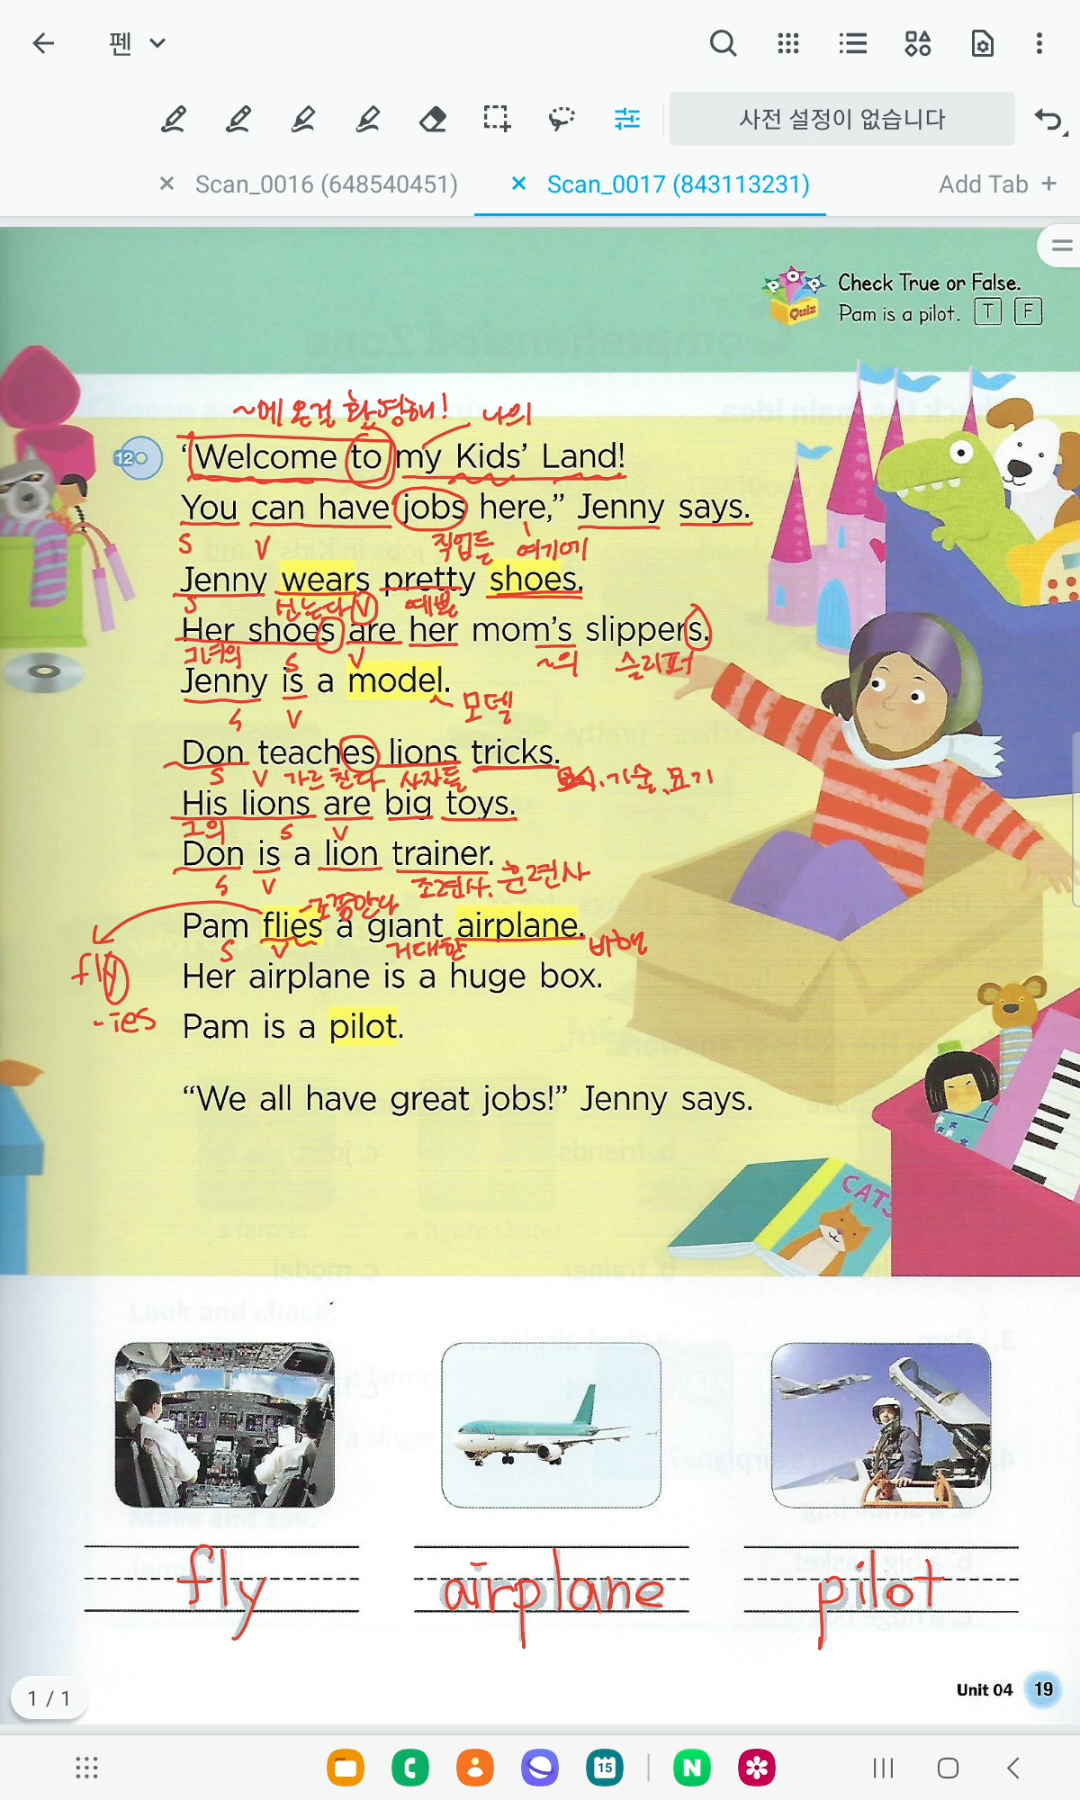 펜
사전 설정이 없습니다
Scan_0016 (648540451)
Scan_0017 (843113231)
Add Tab +
POP Quiz
Check True or False.
Pam is a pilot. T F
~에 온걸 환영해! 나의
12
“Welcome to my Kids’ Land!
You can have jobs here,” Jenny says.
S V 직업들 여기에
Jenny wears pretty shoes.
S 신는다 V 예쁜
Her shoes are her mom’s slippers.
그녀의 S V ~의 슬리퍼
Jenny is a model.
S V 모델
Don teaches lions tricks.
S V 가르친다 사자들 기술, 묘기
His lions are big toys.
그의 S V
Don is a lion trainer.
S V 조련사, 훈련사
조종한다
Pam flies a giant airplane.
S V 거대한 비행
fly
Her airplane is a huge box.
-ies
Pam is a pilot.
“We all have great jobs!” Jenny says.
CATS
fly airplane pilot
Unit 04 19
1 / 1
15
N